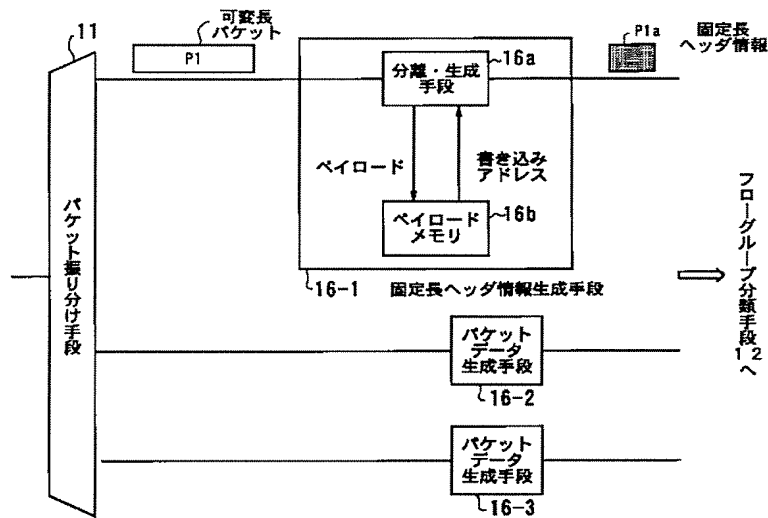 11
可変長
パケット
P1
分離・生成
手段
16a
P1a
固定長
ヘッダ情報
ペイロード
書き込み
アドレス
ペイロード
メモリ
16b
16-1
固定長ヘッダ情報生成手段
パケット振り分け手段
フローグループ分類手段12へ
パケット
データ
生成手段
16-2
パケット
データ
生成手段
16-3